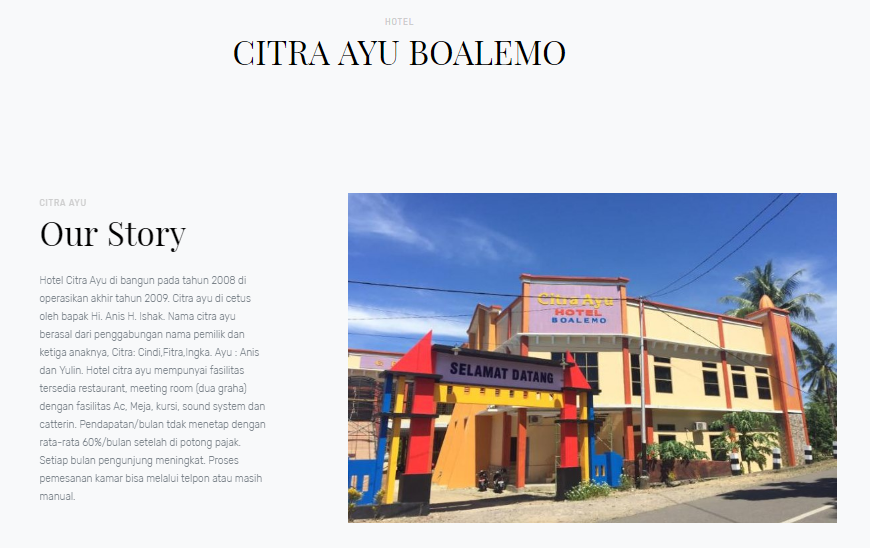 HOTEL
CITRA AYU BOALEMO
CITRA AYU
Our Story
Hotel Citra Ayu di bangun pada tahun 2008 di
operasikan akhir tahun 2009. Citra ayu di cetus
oleh bapak Hi. Anis H. Ishak. Nama citra ayu
berasal dari penggabungan nama pemilik dan
ketiga anaknya, Citra: Cindi,Fitra,Ingka. Ayu : Anis
dan Yulin. Hotel citra ayu mempunyai fasilitas
tersedia restaurant, meeting room (dua graha)
dengan fasilitas Ac, Meja, kursi, sound system dan
catterin. Pendapatan/bulan tdak menetap dengan
rata-rata 60%/bulan setelah di potong pajak.
Setiap bulan pengunjung meningkat. Proses
pemesanan kamar bisa melalui telpon atau masih
manual.
Citra Ayu
HOTEL
BOALEMO
SELAMAT DATANG